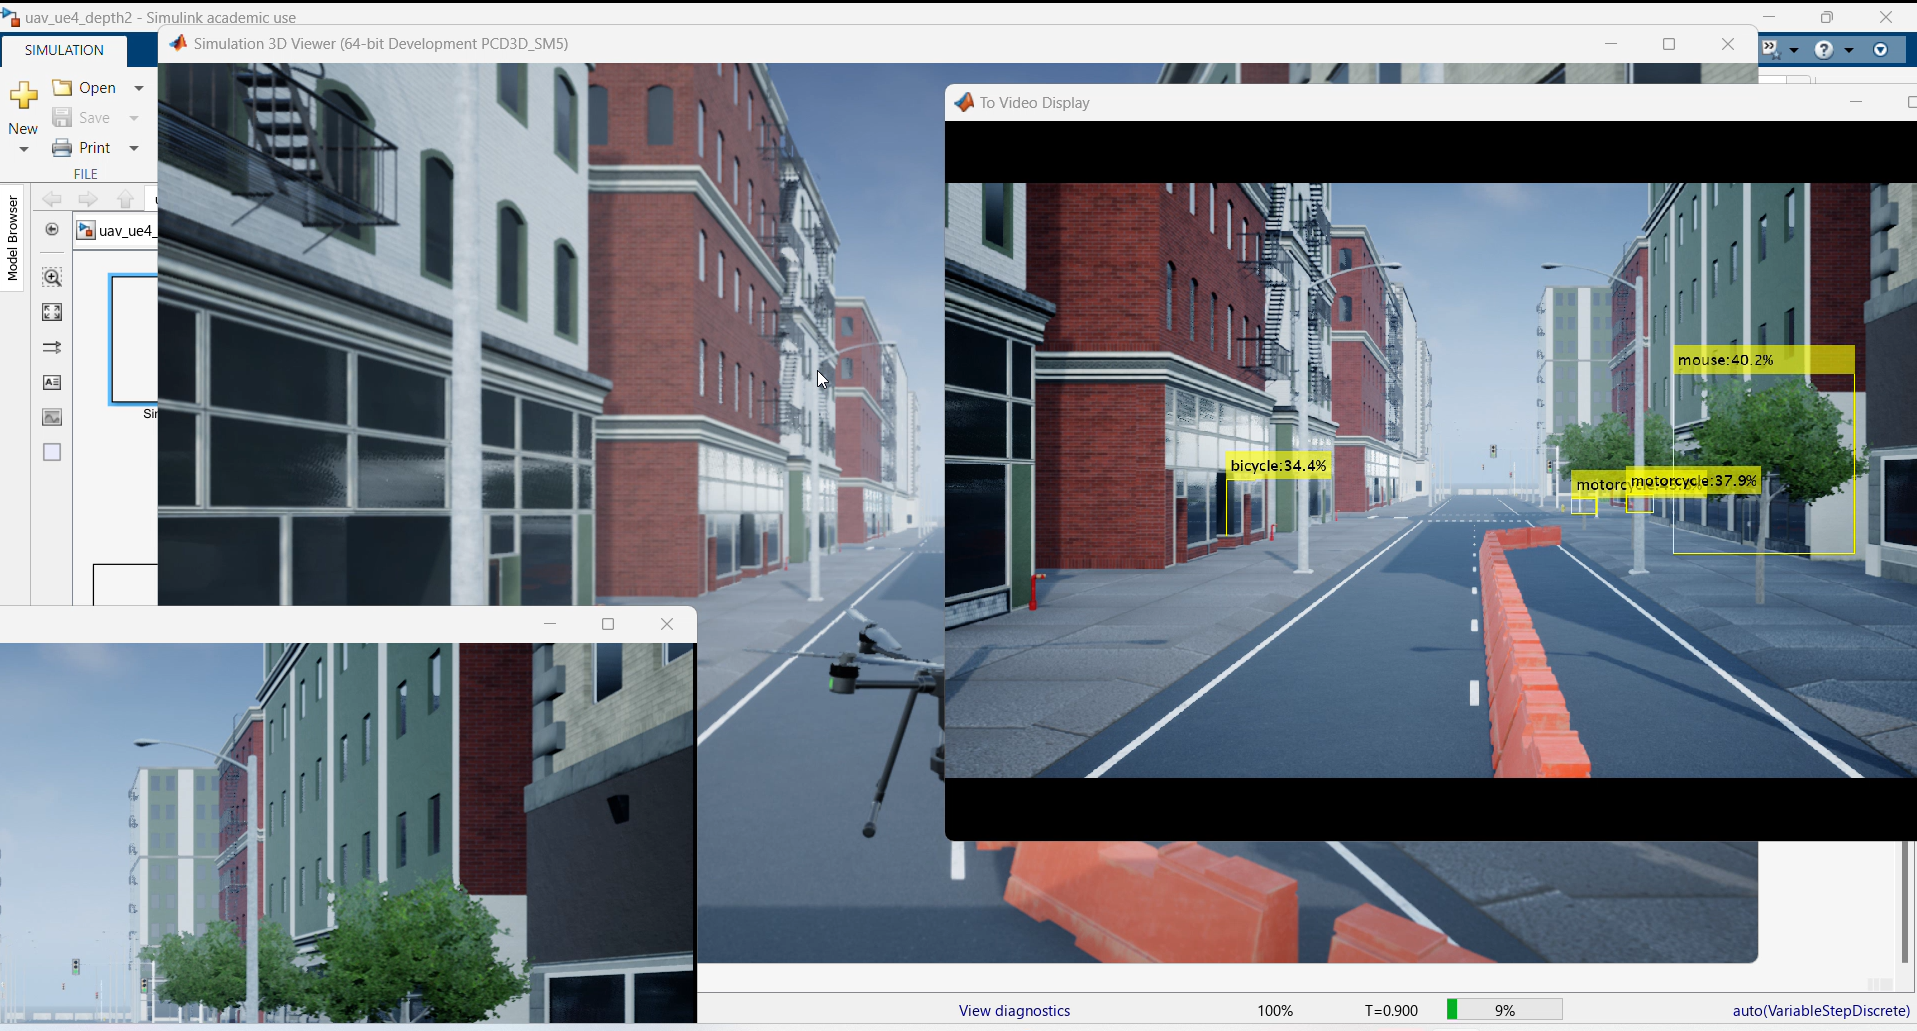 uav_ue4_depth2 - Simulink academic use
SIMULATION
Simulation 3D Viewer (64-bit Development PCD3D_SM5)
To Video Display
New
Open
Save
Print
FILE
Model Browser
uav_ue4_
Sir
mouse:40.2%
bicycle:34.4%
motorcyc
motorcycle:37.9%
View diagnostics
100%
T=0.900
9%
auto(VariableStepDiscrete)